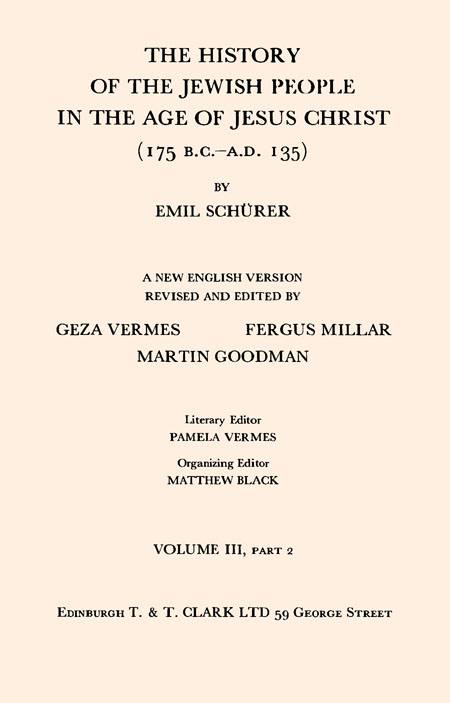 THE HISTORY
OF THE JEWISH PEOPLE
IN THE AGE OF JESUS CHRIST
(175 B.C.–A.D. 135)
BY
EMIL SCHÜRER
A NEW ENGLISH VERSION
REVISED AND EDITED BY
GEZA VERMES FERGUS MILLAR
MARTIN GOODMAN
Literary Editor
PAMELA VERMES
Organizing Editor
MATTHEW BLACK
VOLUME III, PART 2
EDINBURGH T. & T. CLARK LTD 59 GEORGE STREET